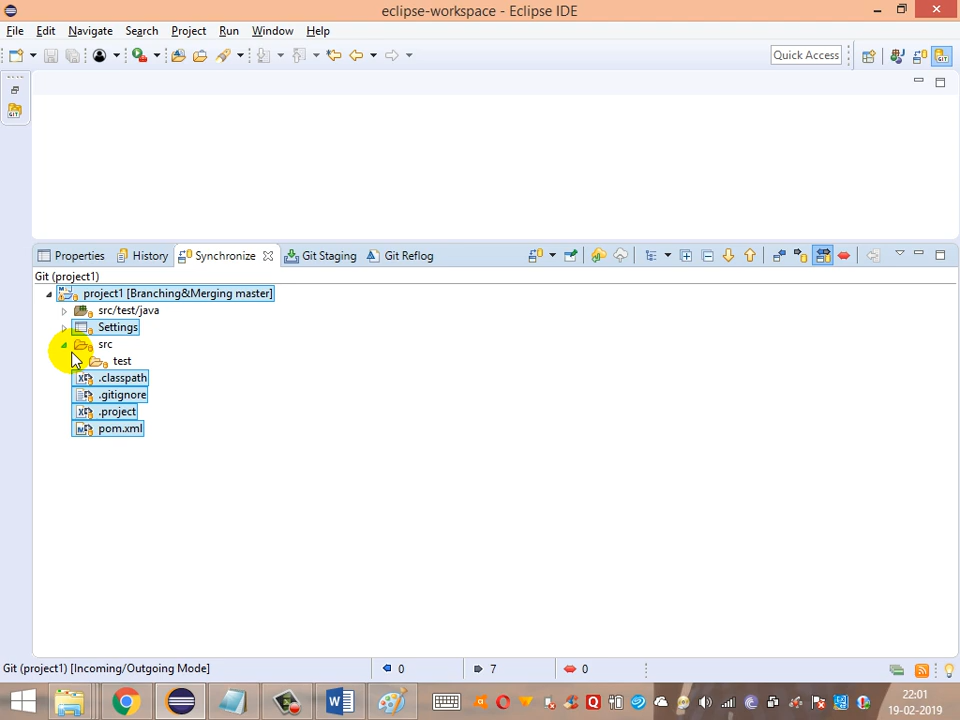 eclipse-workspace - Eclipse IDE
File Edit Navigate Search Project Run Window Help
Quick Access
Properties History Synchronize Git Staging Git Reflog
Git (project1)
project1 [Branching&Merging master]
src/test/java
Settings
src
test
.classpath
.gitignore
.project
pom.xml
Git (project1) [Incoming/Outgoing Mode] 0 7 0
22:01
19-02-2019